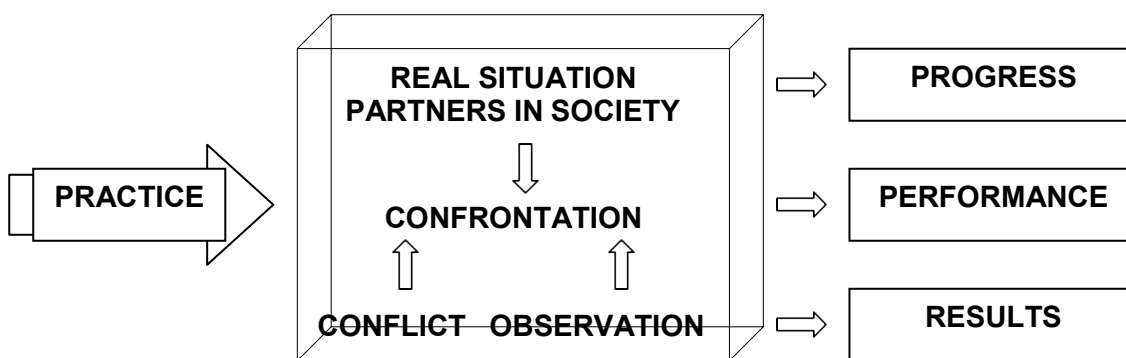 PRACTICE
REAL SITUATION
PARTNERS IN SOCIETY
CONFRONTATION
CONFLICT OBSERVATION
PROGRESS
PERFORMANCE
RESULTS